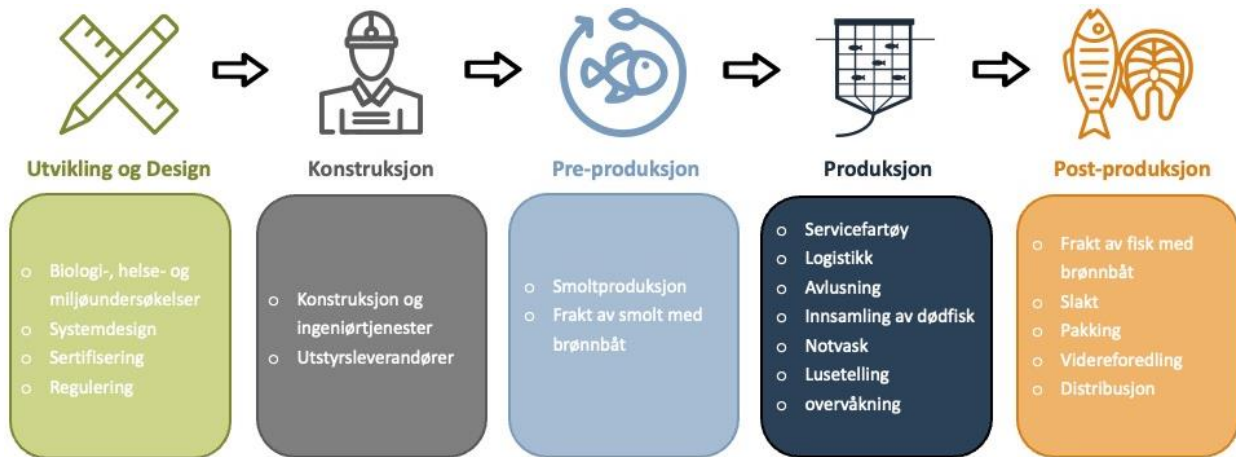 Utvikling og Design
Konstruksjon
Pre-produksjon
Produksjon
Post-produksjon
o Biologi-, helse- og
miljøundersøkelser
o Systemdesign
o Sertifisering
o Regulering
o Konstruksjon og
ingeniørtjenester
o Utstyrsleverandører
o Smoltproduksjon
o Frakt av smolt med
brønnbåt
o Servicefartøy
o Logistikk
o Avlusning
o Innsamling av dødfisk
o Notvask
o Lusetelling
o overvåkning
o Frakt av fisk med
brønnbåt
o Slakt
o Pakking
o Videreforedling
o Distribusjon